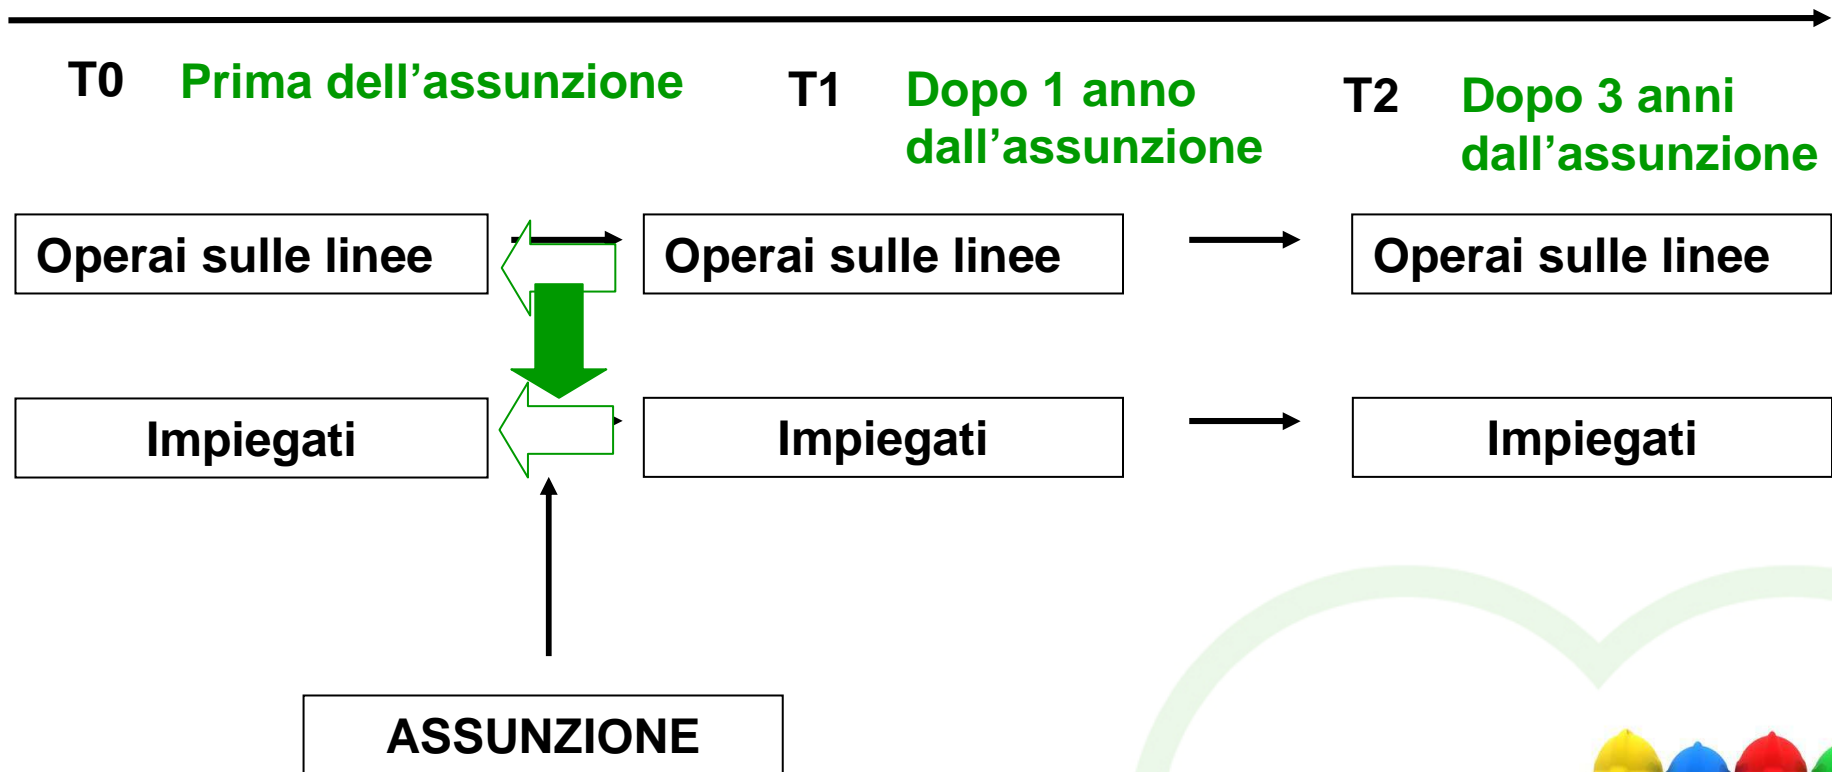 T0 Prima dell’assunzione
T1 Dopo 1 anno
dall’assunzione
T2 Dopo 3 anni
dall’assunzione
Operai sulle linee
Operai sulle linee
Operai sulle linee
Impiegati
Impiegati
Impiegati
ASSUNZIONE